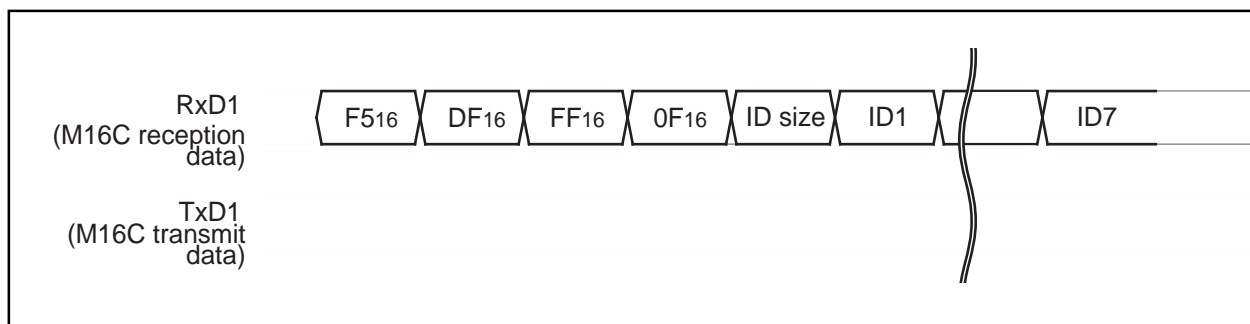 RxD1
(M16C reception
data)
F516 DF16 FF16 0F16 ID size ID1 ID7
TxD1
(M16C transmit
data)